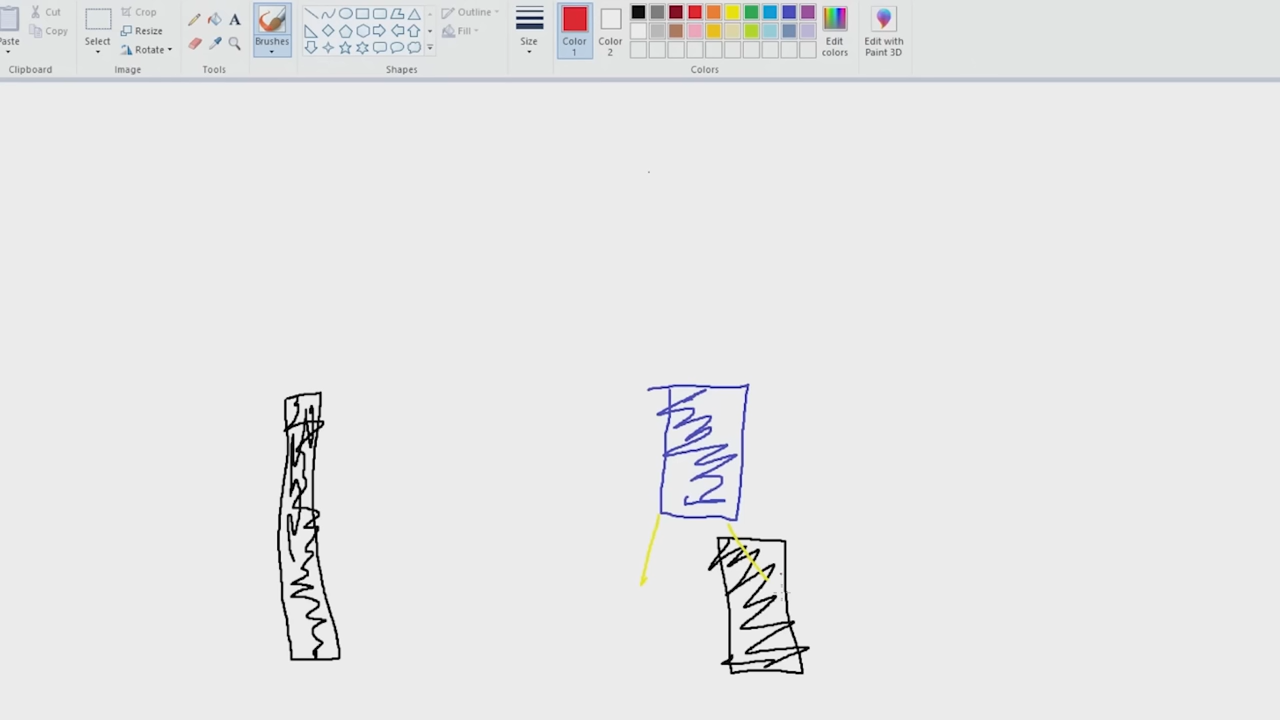 Paste
Cut
Copy
Clipboard
Select
Crop
Resize
Rotate
Image
A
Tools
Brushes
Shapes
Outline
Fill
Size
Color
1
Color
2
Colors
Edit
colors
Edit with
Paint 3D